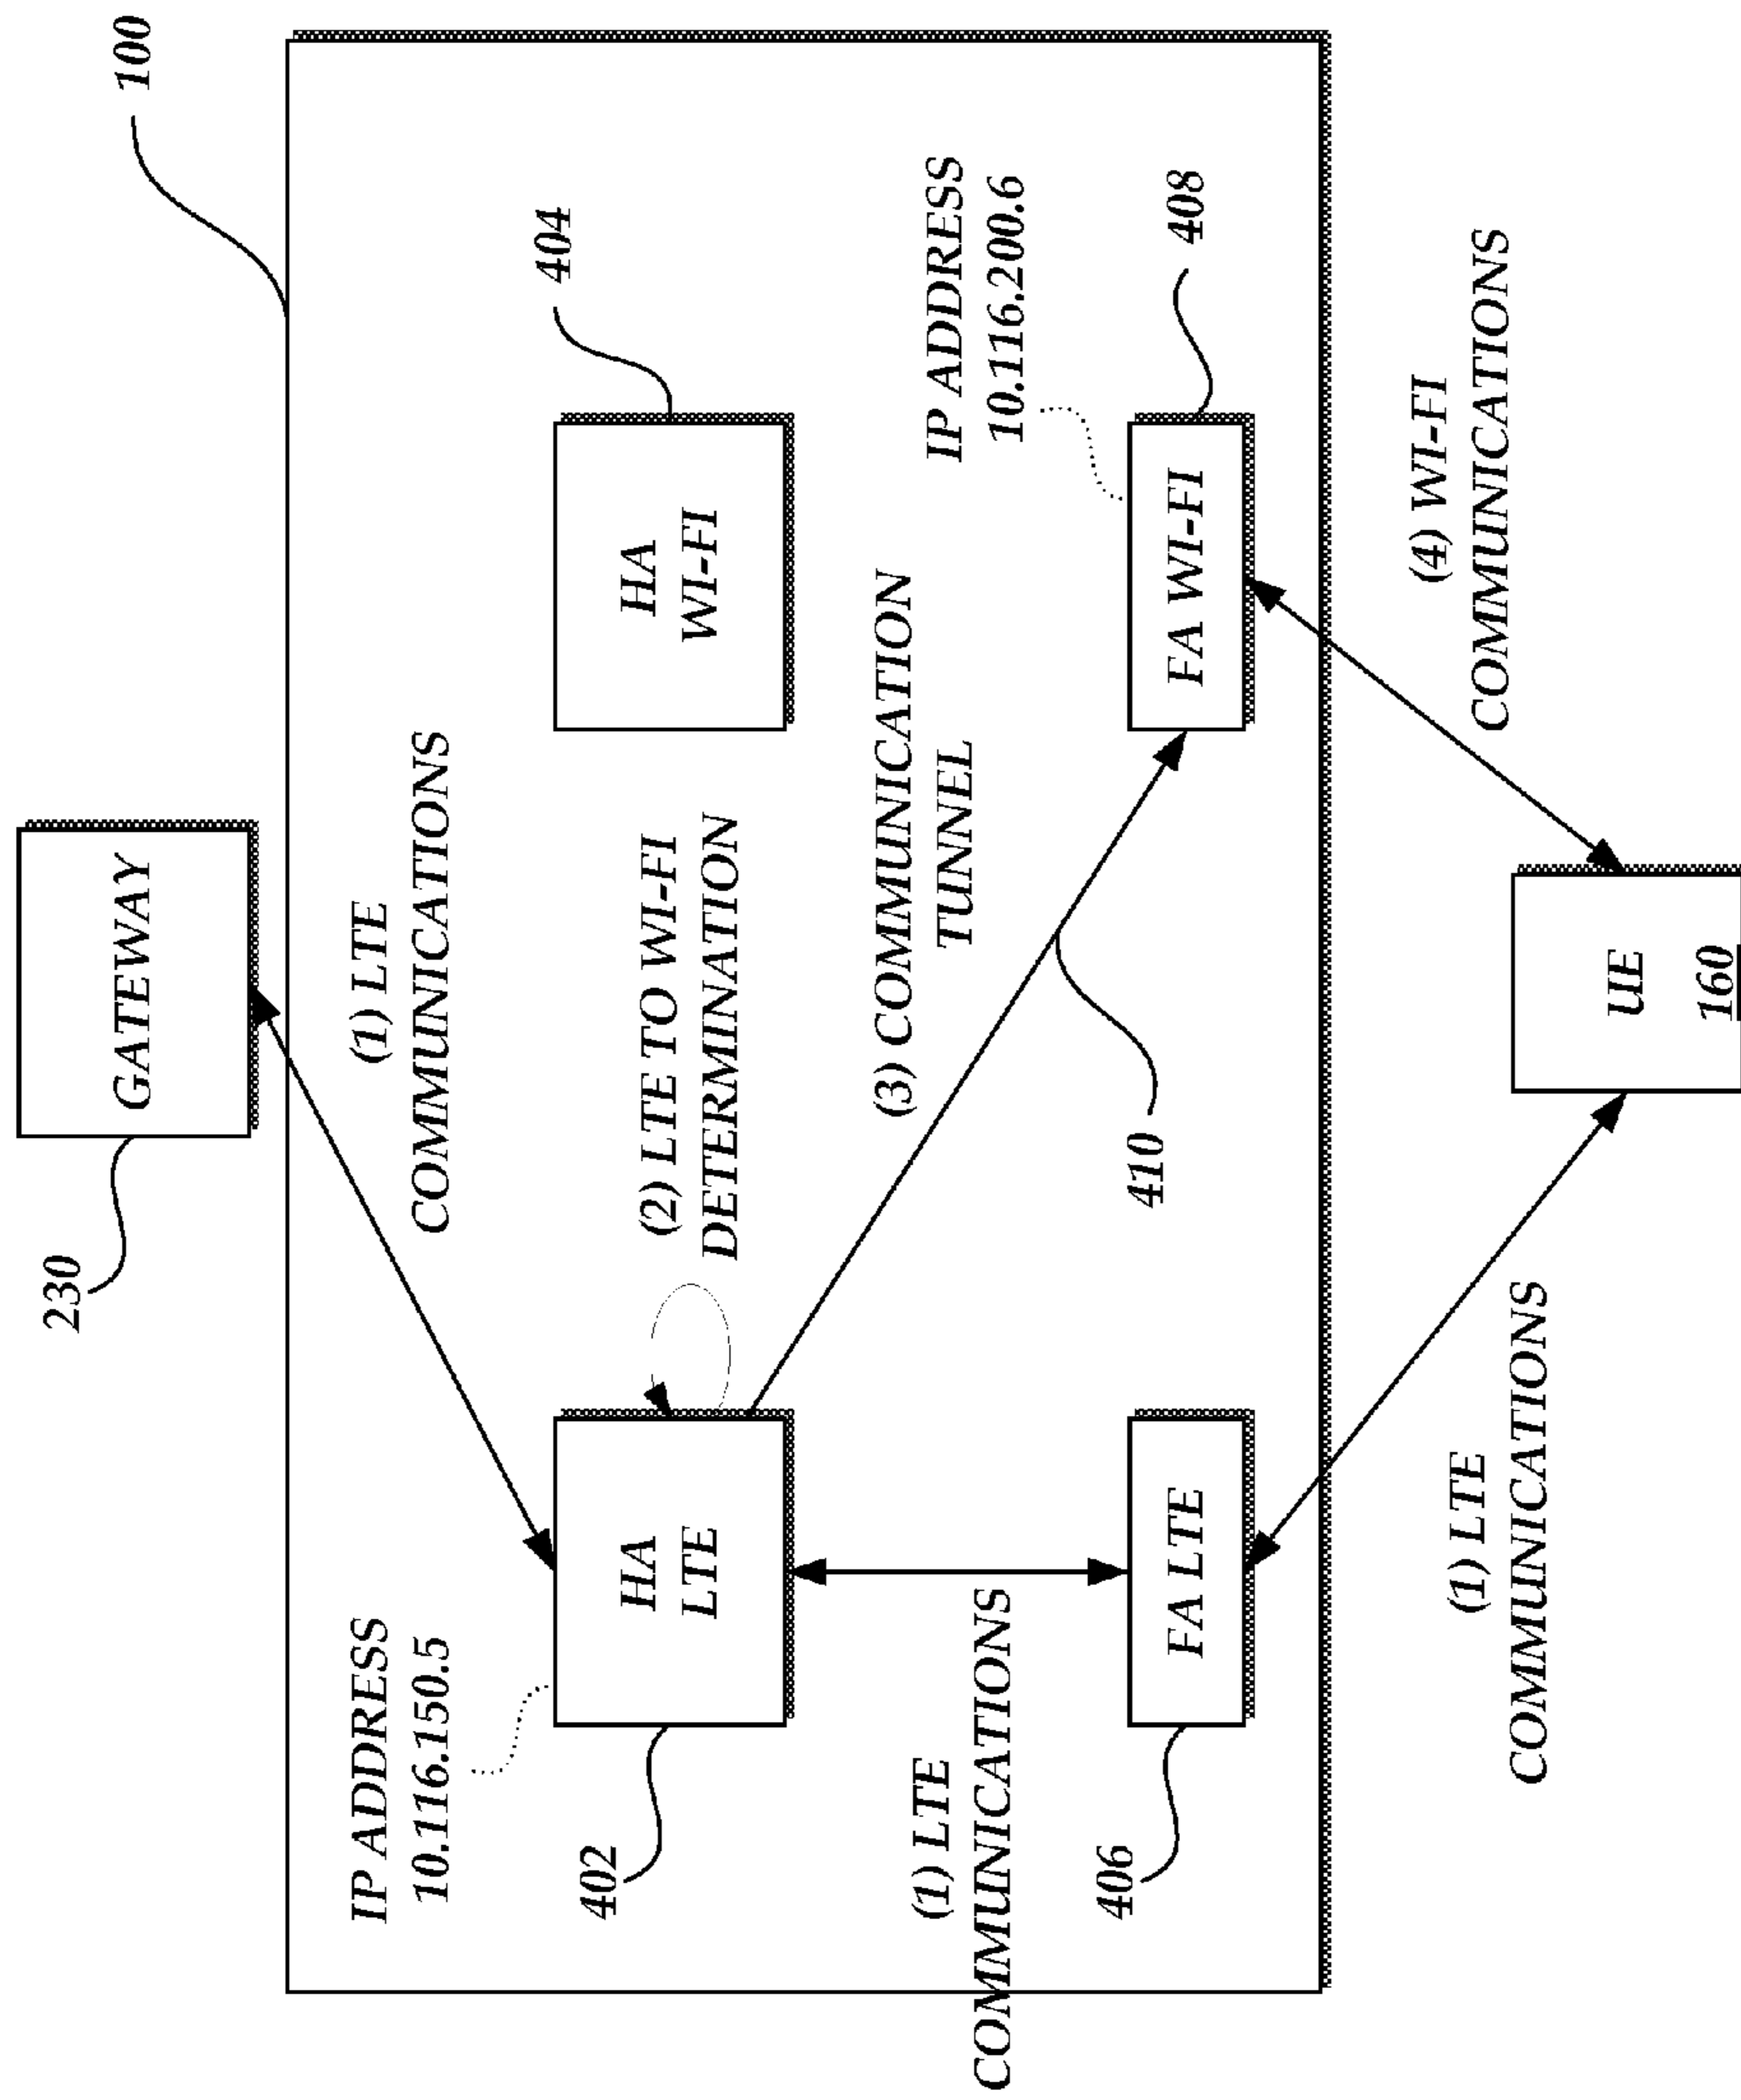 100
GATEWAY
230
(1) LTE
COMMUNICATIONS
IP ADDRESS
10.116.150.5
HA
LTE
402
(2) LTE TO WI-FI
DETERMINATION
HA
WI-FI
404
(3) COMMUNICATION
TUNNEL
410
(1) LTE
COMMUNICATIONS
FA LTE
406
IP ADDRESS
10.116.200.6
FA WI-FI
408
(1) LTE
COMMUNICATIONS
(4) WI-FI
COMMUNICATIONS
UE
160